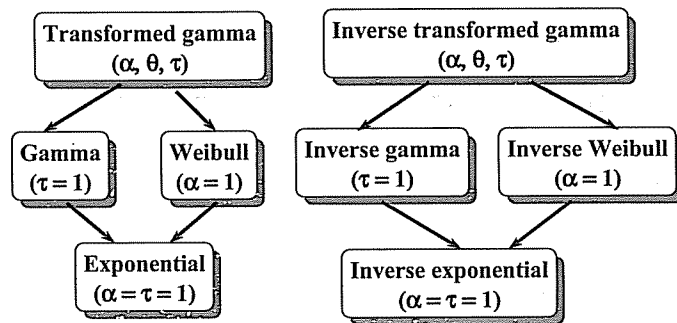 Transformed gamma
(α, θ, τ)
Inverse transformed gamma
(α, θ, τ)
Gamma
(τ = 1)
Weibull
(α = 1)
Inverse gamma
(τ = 1)
Inverse Weibull
(α = 1)
Exponential
(α = τ = 1)
Inverse exponential
(α = τ = 1)